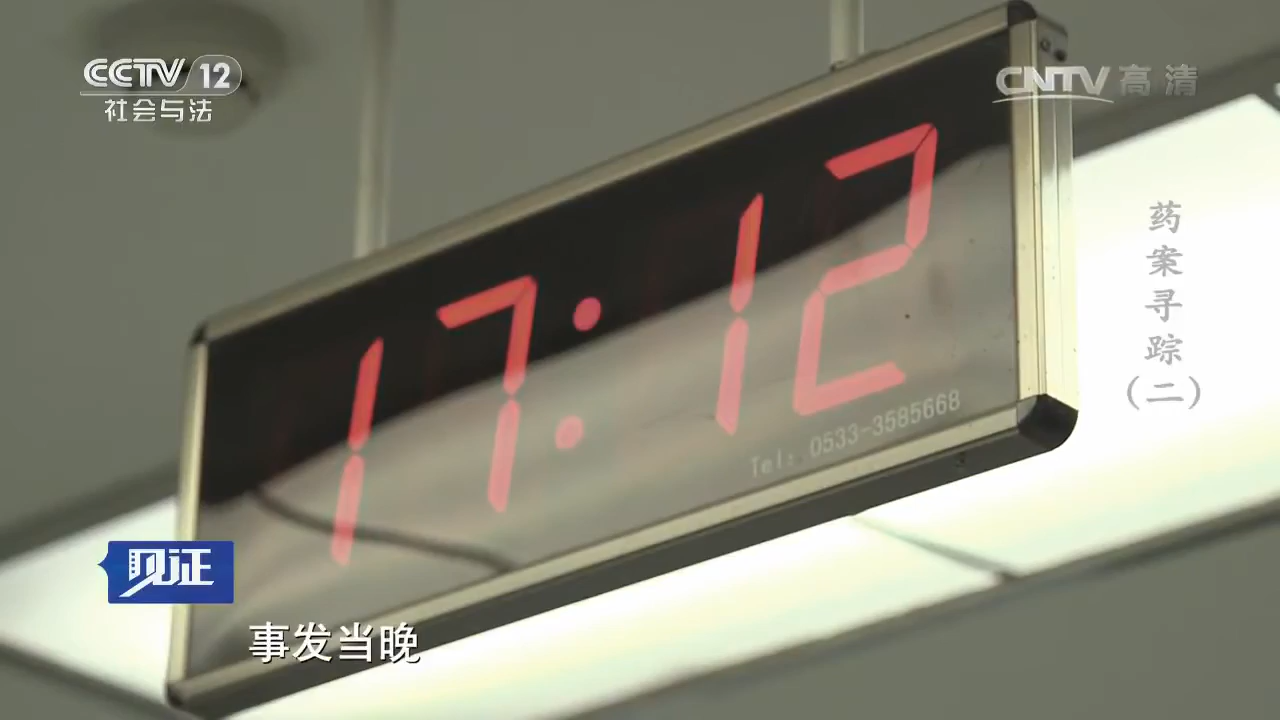 CCTV 12
社会与法
CNTV高清
17:12
Tel: 0533-3585668
药案寻踪(二)
见证
事发当晚